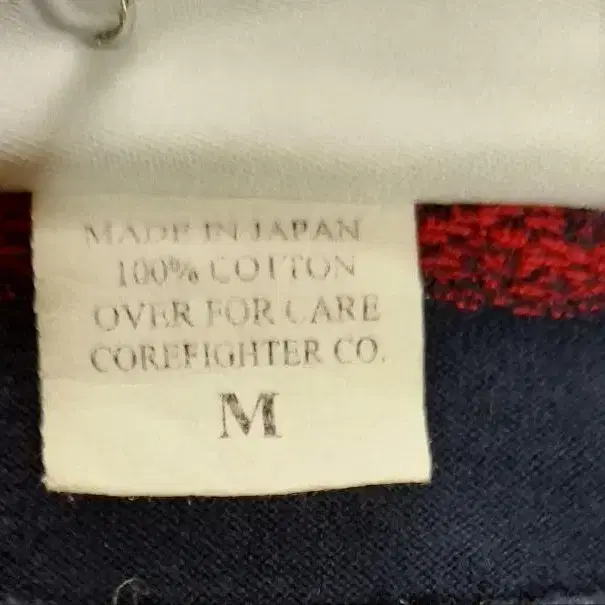 MADE IN JAPAN
100% COTTON
OVER FOR CARE
COREFIGHTER CO.
M